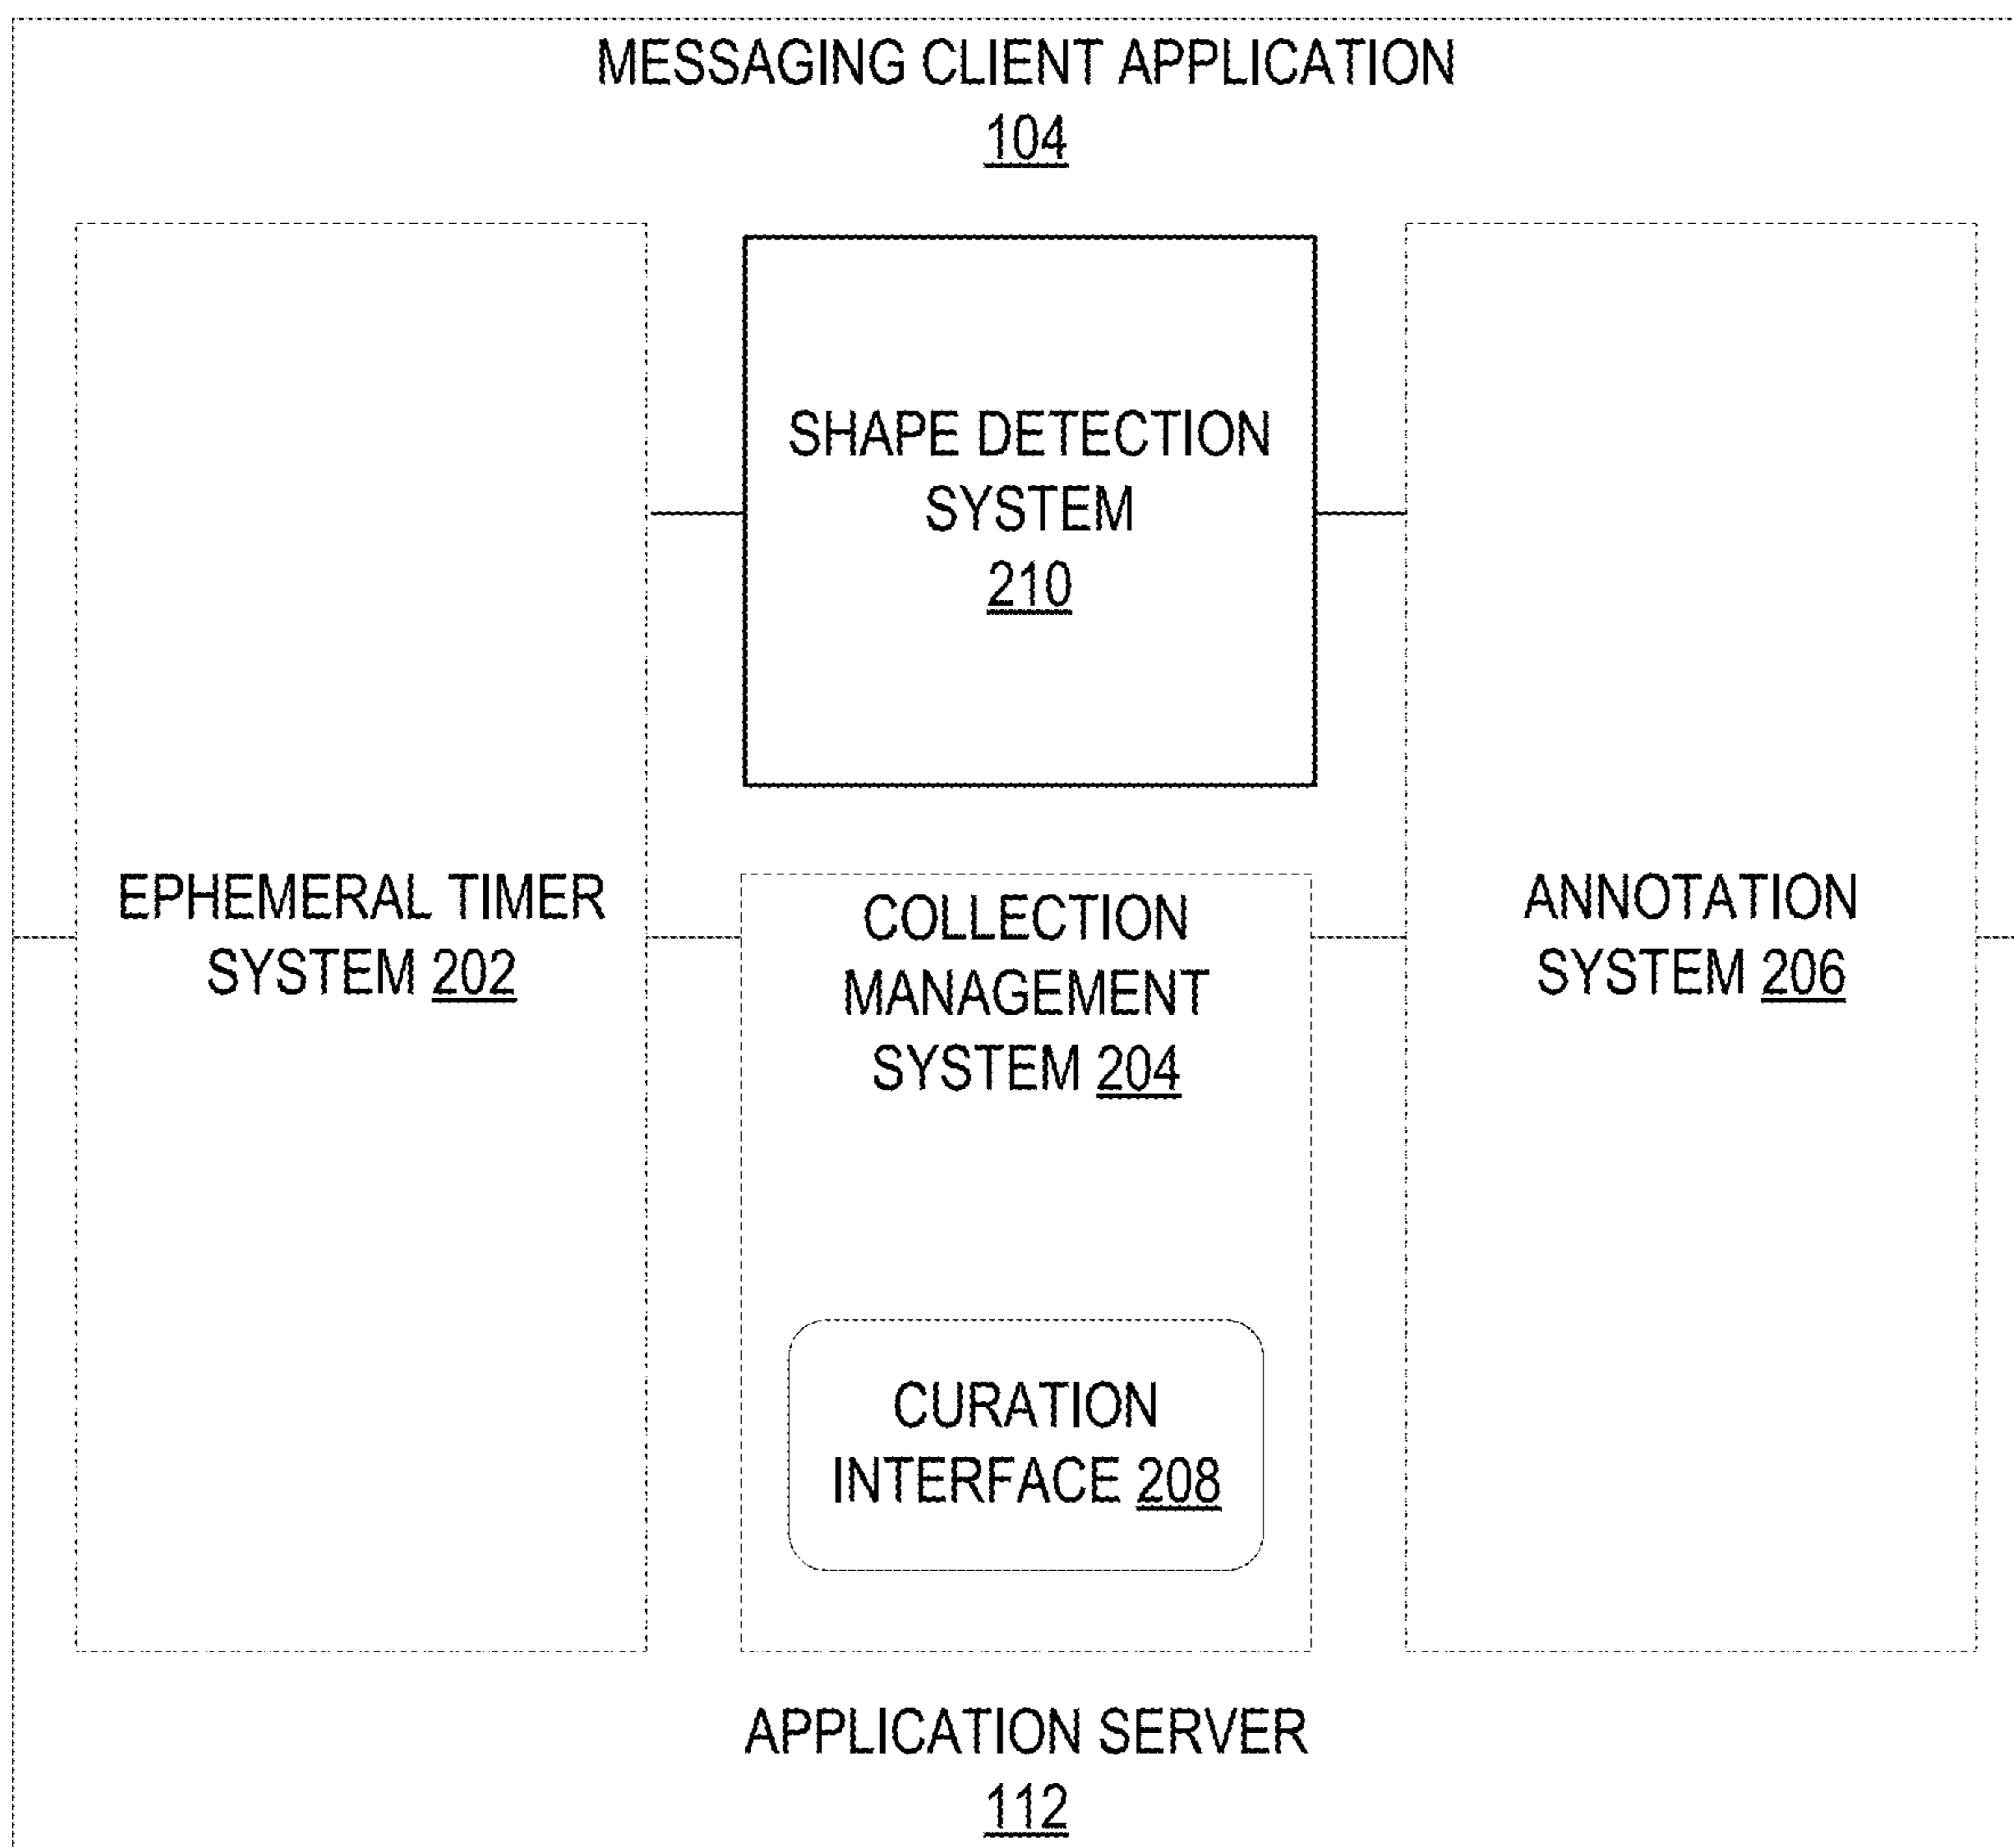 MESSAGING CLIENT APPLICATION
104
SHAPE DETECTION
SYSTEM
210
EPHEMERAL TIMER
SYSTEM 202
COLLECTION
MANAGEMENT
SYSTEM 204
ANNOTATION
SYSTEM 206
CURATION
INTERFACE 208
APPLICATION SERVER
112